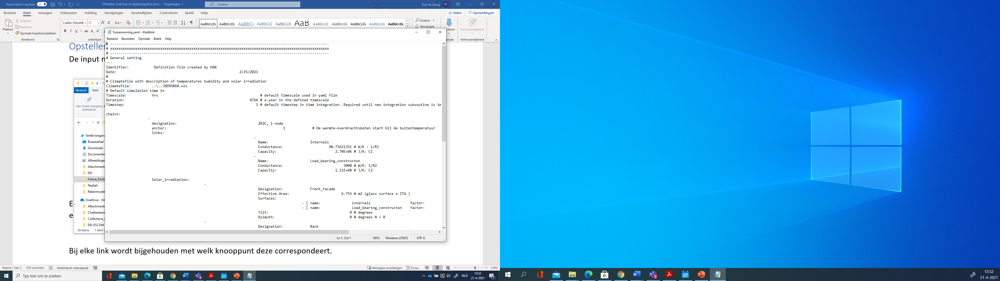 Automatisch opslaan
OPstellen matrices en tijdsintegratiie.docx - Opgeslagen
Zoeken
Rob ter Steeg
RT
Bestand Start Invoegen Ontwerpen Indeling Verwijzingen Verzendlijsten Controleren Beeld Help
Delen Opmerkingen
Plakken
Knippen
Kopiëren
Opmaak kopiëren/plakken
Klembord
Calibri (Hoofdt 11
Lettertype
AaBbCcDc AaBbCcDc AaBbC AaBbCcD AaBbCcD AaB AaBbCcD AaBbCcDc AaBbCcDc AaBbCcDc AaBbCcDc
Zoeken
Vervangen
cteren
Vertrouwelijkheid
praak
Vertrouwelijkheid
Opstellen
De input m
Tussenwoning.yaml - Kladblok
Bestand Bewerken Opmaak Beeld Help
# General setting
---
Identifier: Definition file created by HAN
Date: 2/25/2021
#
# Climatefile with description of temperatures humidity and solar irradiation
Climatefile: ..\..\NEN5060.xls
# Default simulation time in
Timescale: hrs # default timescale used in yaml file
Duration: 8766 # a year in the defined timescale
Timestep: 1 # default timestep in time integration. Required until new integration subsoutine is im
chains:
-
designation: 2R2C, 1-node
anchor: 1 # De warmte-overdrachtsketen start bij de buitentemperatuur
links:
-
Name: Internals
Conductance: 90.73621351 # W/K : 1/R1
Capacity: 2.70E+06 # J/K: C1
-
Name: Load_bearing_constructon
Conductance: 3000 # W/K: 1/R2
Capacity: 1.11E+08 # J/K: C2
Solar_irradiation:
-
Designation: Front_facade
Effective Area: 6.755 # m2 (glass surface x ZTA )
Surfaces:
- [ name: internals factor:
- [ name: Load_bearing_constructon factor:
Tilt: 0 # degrees
Azimuth: 0 # degrees N = 0
-
Designation: Back
Ln 1, Col 1 100% Windows (CRLF) UTF-8
Bestand Start
Aan Snelle toegang
vastmaken
Snelle toegang
Bureaublad
Downloads
Documenten
Afbeeldingen
Attachments
DEI
Future_Facto
Nadieh
Rekenmodel
OneDrive - HA
Attachments
Chatbestand
Collectieve_s
DEI-ESCOM
28 items 1 item g
Bij elke link wordt bijgehouden met welk knooppunt deze correspondeert.
Pagina 1 van 3 539 woorden Nederlands (standaard)
Weergave-instellingen Focus 228%
Typ hier om te zoeken
NLD
15:52
21-4-2021
15:52
21-4-2021